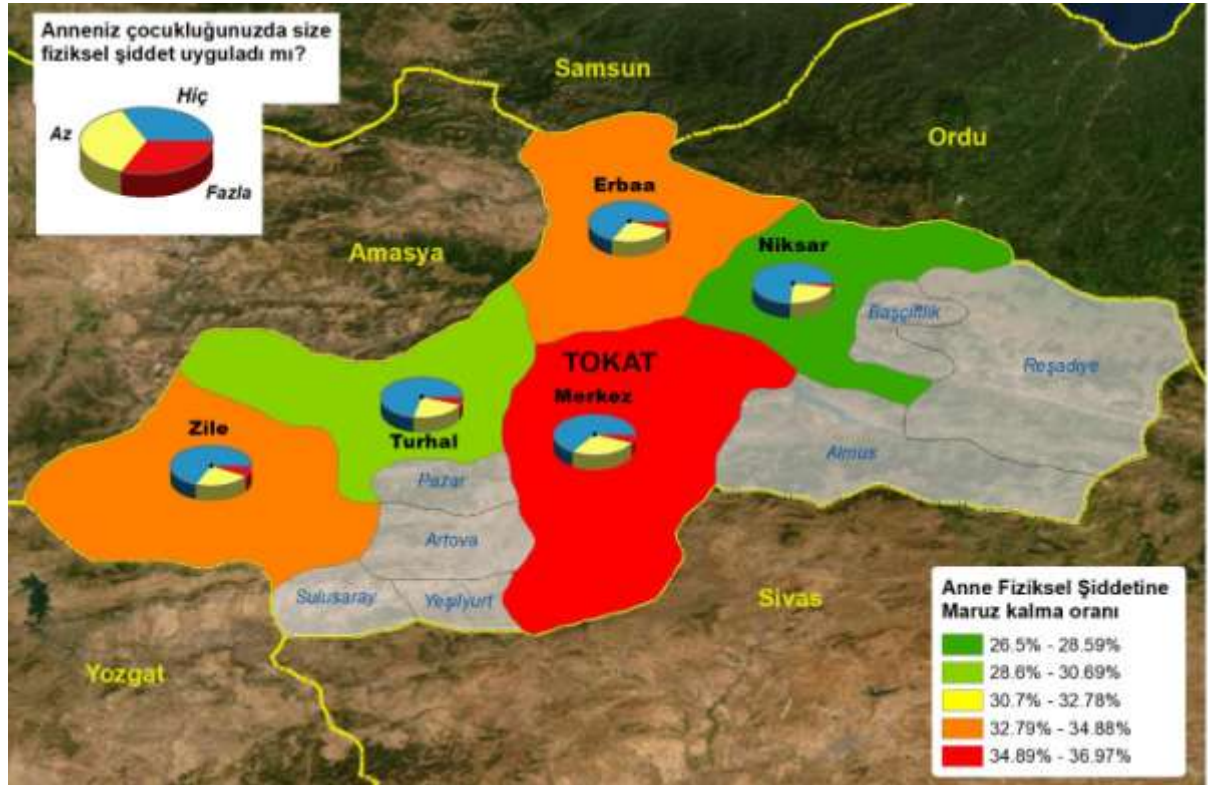 Anneniz çocukluğunuzda size
fiziksel şiddet uyguladı mı?
Hiç
Az
Fazla
Samsun
Ordu
Erbaa
Amasya
Niksar
Başçiftlik
Reşadiye
TOKAT
Merkez
Zile
Turhal
Almus
Pazar
Artova
Sulusaray
Yeşilyurt
Sivas
Yozgat
Anne Fiziksel Şiddetine
Maruz kalma oranı
26.5% - 28.59%
28.6% - 30.69%
30.7% - 32.78%
32.79% - 34.88%
34.89% - 36.97%